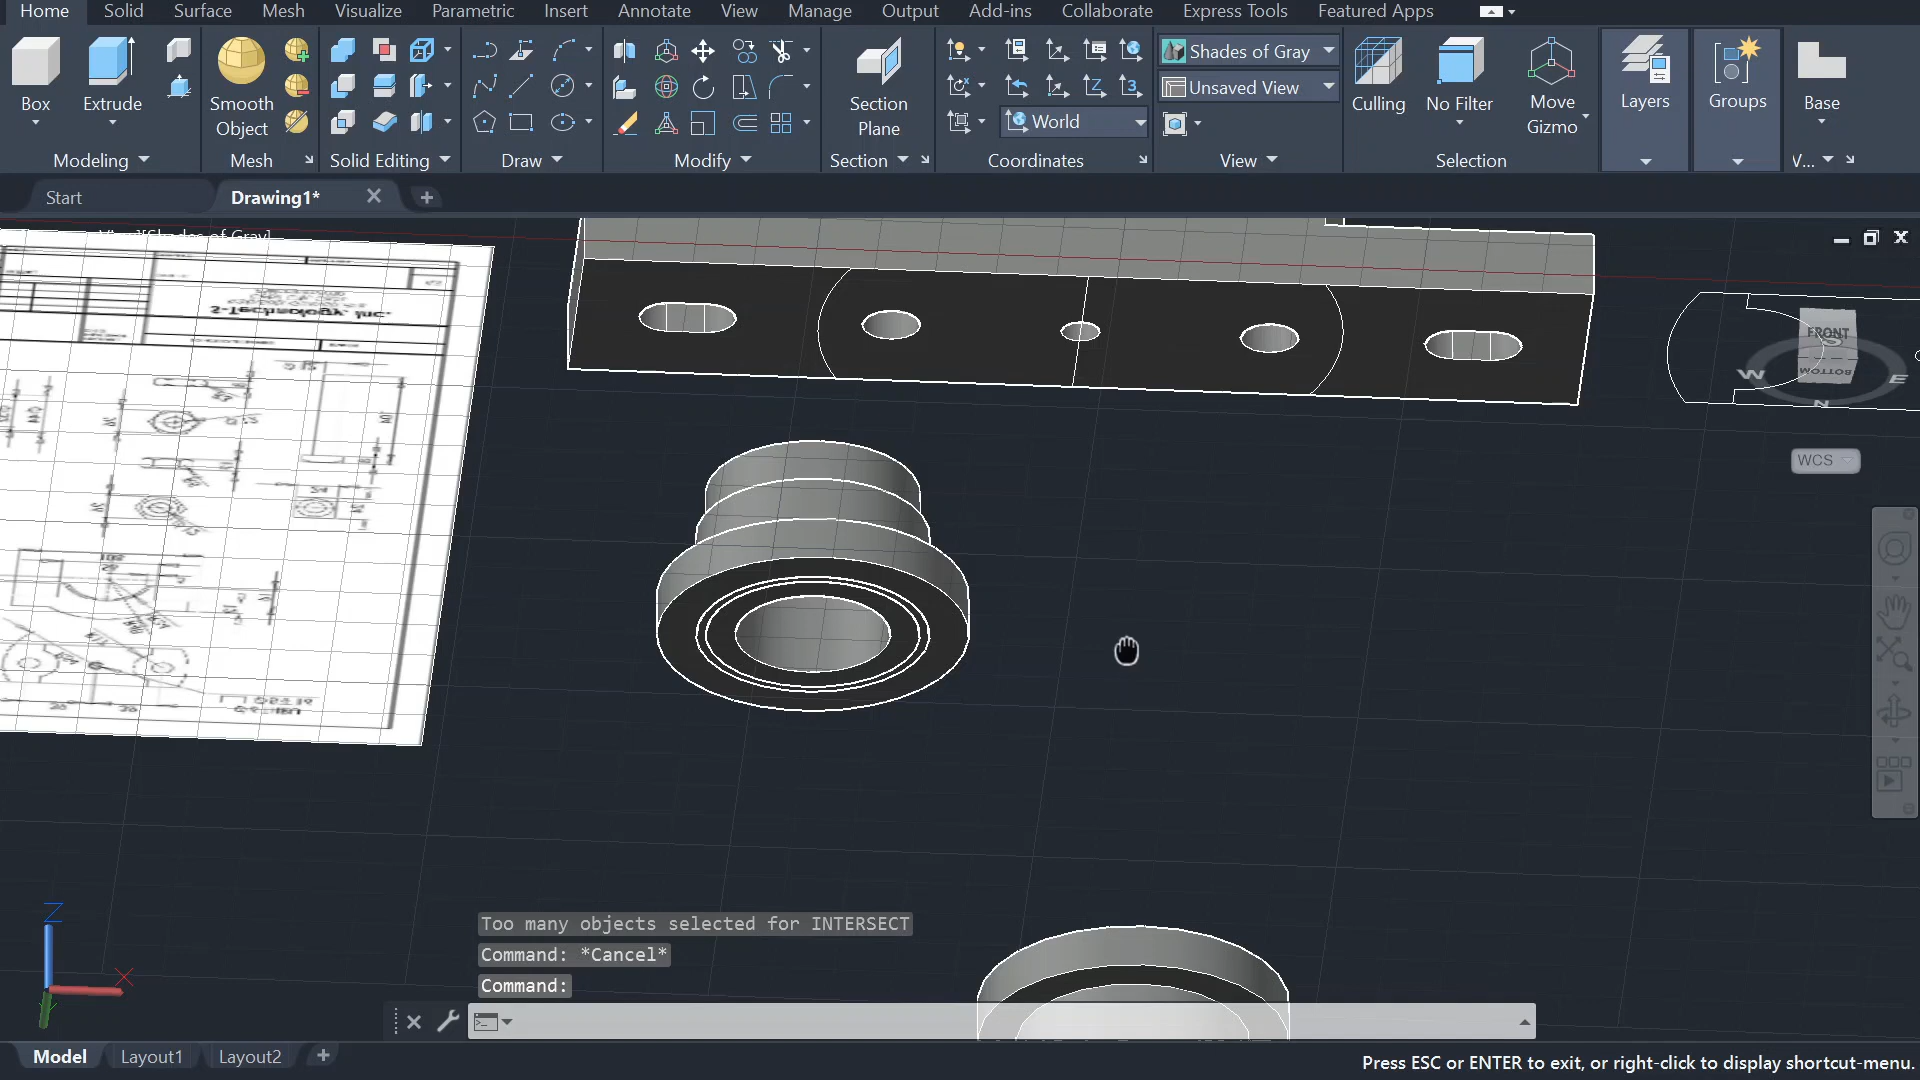 Home Solid Surface Mesh Visualize Parametric Insert Annotate View Manage Output Add-ins Collaborate Express Tools Featured Apps
Shades of Gray
Unsaved View
World
Box
Extrude
Smooth
Object
Section
Plane
Culling
No Filter
Move
Gizmo
Layers
Groups
Base
Modeling Mesh Solid Editing Draw Modify Section Coordinates View Selection V...
Start
Drawing1*
S-Technology, Inc.
FRONT
BOTTOM
S
W
E
N
WCS
Z
X
Y
Too many objects selected for INTERSECT
Command: *Cancel*
Command:
Model Layout1 Layout2
Press ESC or ENTER to exit, or right-click to display shortcut-menu.